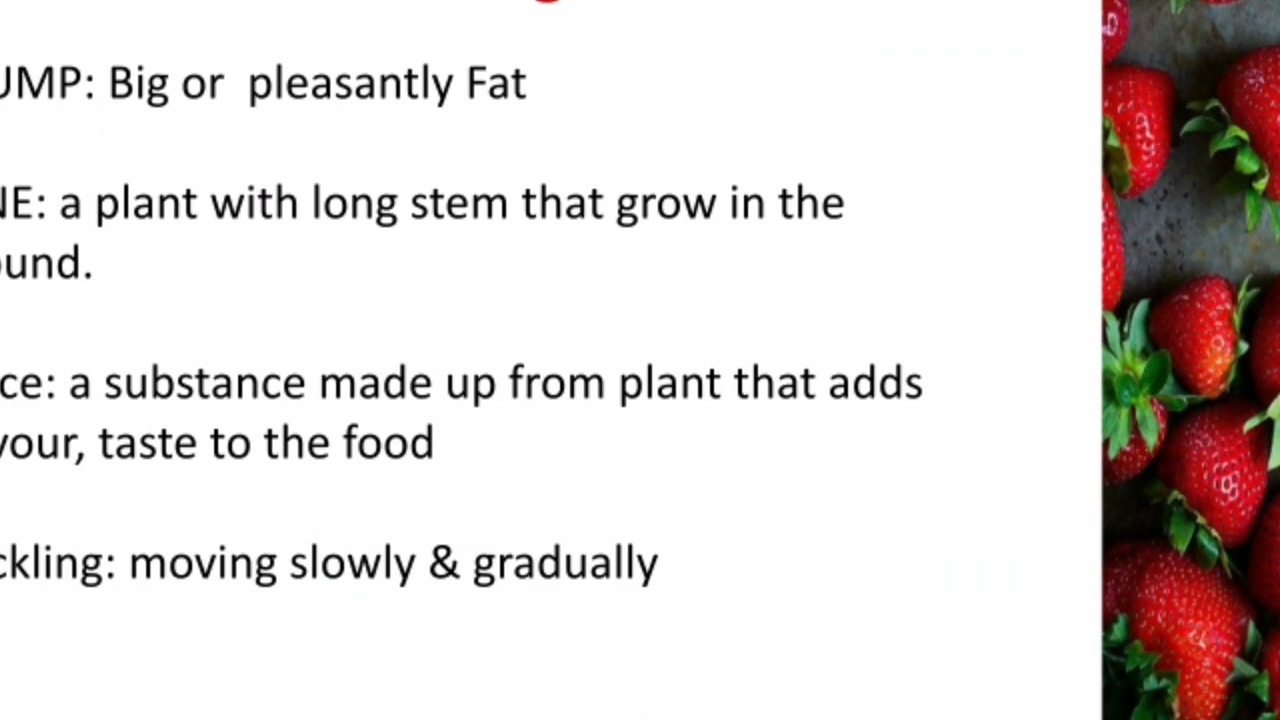 UMP: Big or pleasantly Fat
NE: a plant with long stem that grow in the
ound.
ce: a substance made up from plant that adds
vour, taste to the food
ckling: moving slowly & gradually